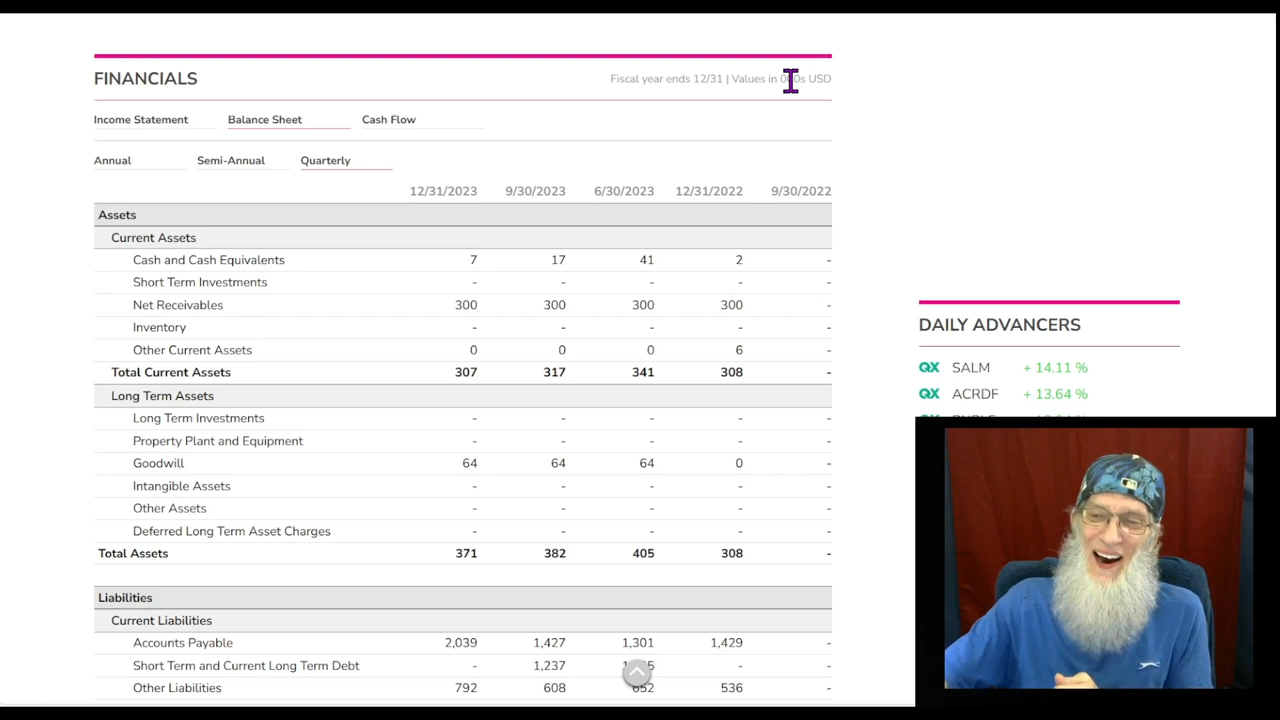 FINANCIALS
Fiscal year ends 12/31 | Values in 000s USD
Income Statement Balance Sheet Cash Flow
Annual Semi-Annual Quarterly
12/31/2023 9/30/2023 6/30/2023 12/31/2022 9/30/2022
Assets
Current Assets
Cash and Cash Equivalents 7 17 41 2 -
Short Term Investments - - - - -
Net Receivables 300 300 300 300 -
Inventory - - - - -
Other Current Assets 0 0 0 6 -
Total Current Assets 307 317 341 308 -
Long Term Assets
Long Term Investments - - - - -
Property Plant and Equipment - - - - -
Goodwill 64 64 64 0 -
Intangible Assets - - - - -
Other Assets - - - - -
Deferred Long Term Asset Charges - - - - -
Total Assets 371 382 405 308 -
Liabilities
Current Liabilities
Accounts Payable 2,039 1,427 1,301 1,429 -
Short Term and Current Long Term Debt - 1,237 - -
Other Liabilities 792 608 652 536 -
DAILY ADVANCERS
QX SALM + 14.11 %
QX ACRDF + 13.64 %